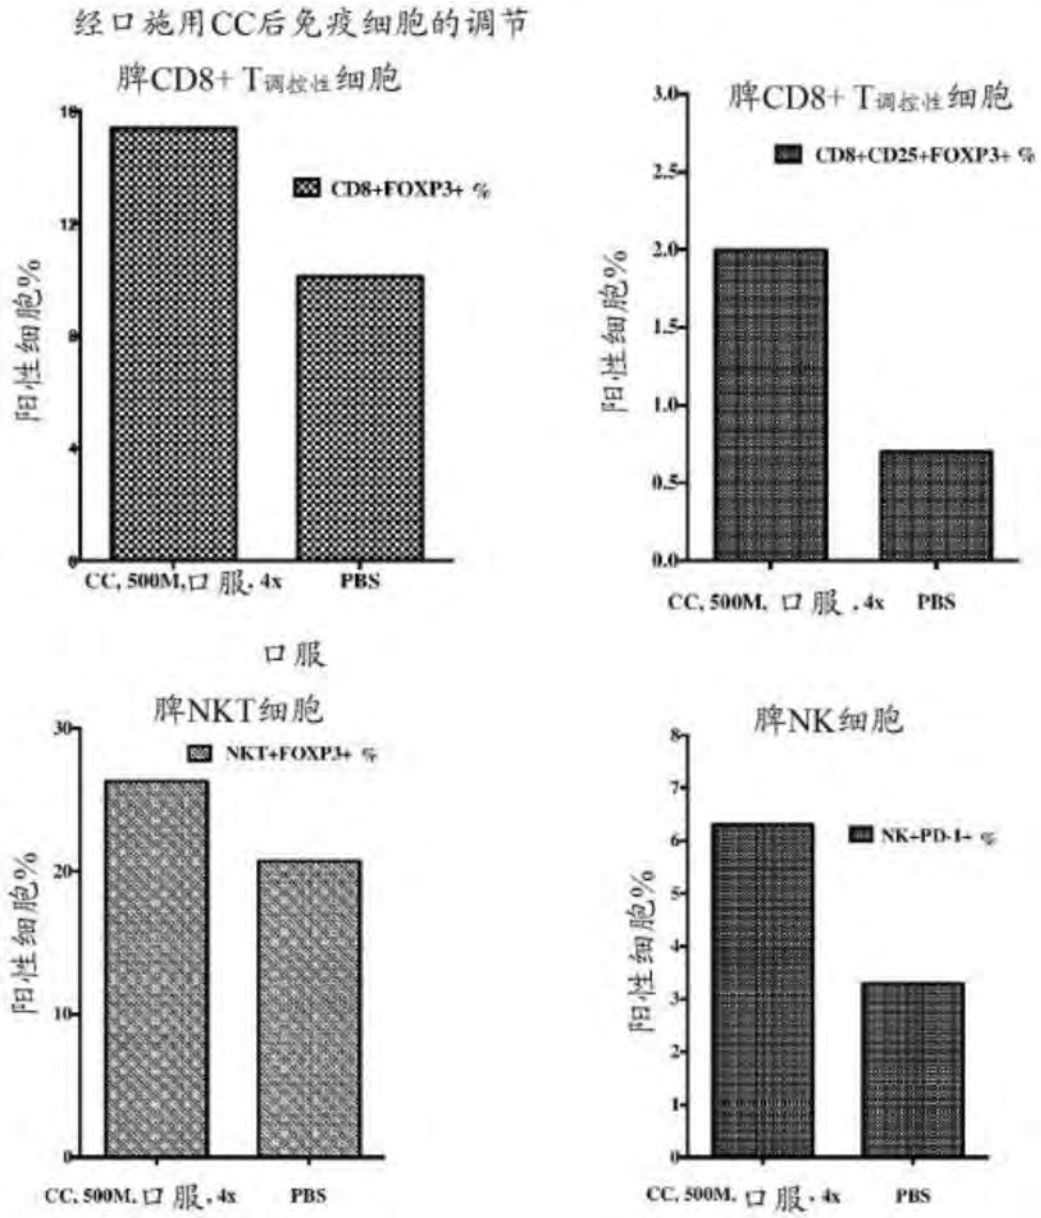 经口施用CC后免疫细胞的调节
脾CD8+ T调控性细胞
CD8+FOXP3+ %
阳性细胞%
16
12
8
4
0
CC, 500M,口服, 4x
PBS
脾CD8+ T调控性细胞
CD8+CD25+FOXP3+ %
阳性细胞%
3.0
2.5
2.0
1.5
1.0
0.5
0.0
CC, 500M, 口服, 4x
PBS
口服
脾NKT细胞
NKT+FOXP3+ %
阳性细胞%
30
20
10
0
CC, 500M, 口服, 4x
PBS
脾NK细胞
NK+PD-1+ %
阳性细胞%
8
7
6
5
4
3
2
1
0
CC, 500M, 口服, 4x
PBS